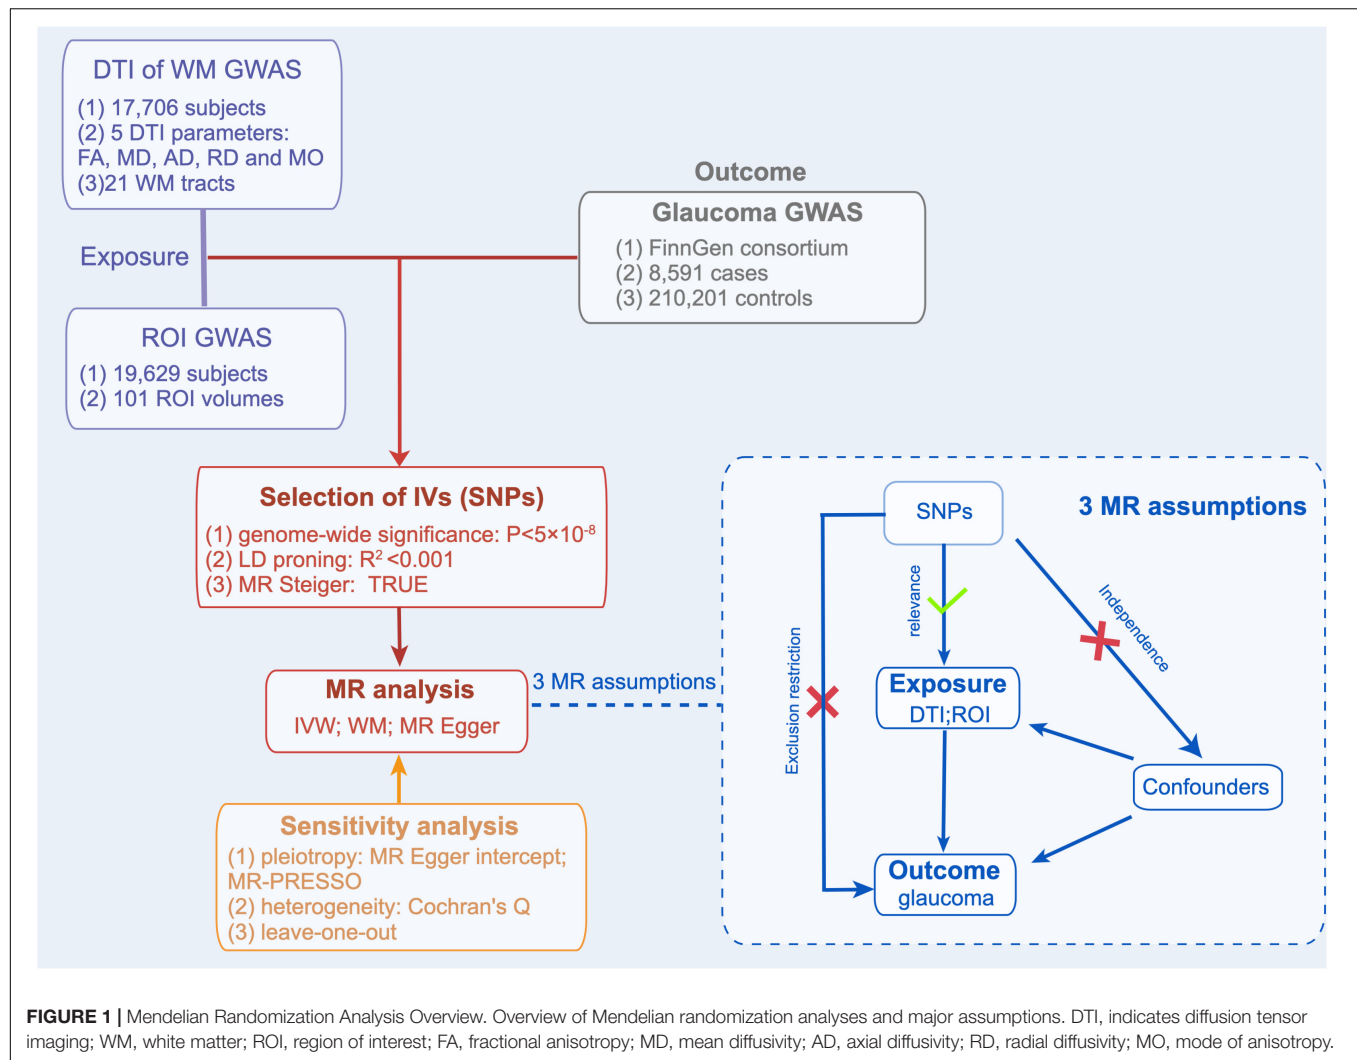 DTI of WM GWAS
(1) 17,706 subjects
(2) 5 DTI parameters:
FA, MD, AD, RD and MO
(3)21 WM tracts
Exposure
ROI GWAS
(1) 19,629 subjects
(2) 101 ROI volumes
Outcome
Glaucoma GWAS
(1) FinnGen consortium
(2) 8,591 cases
(3) 210,201 controls
Selection of IVs (SNPs)
(1) genome-wide significance: P<5×10⁻⁸
(2) LD proning: R² <0.001
(3) MR Steiger: TRUE
MR analysis
IVW; WM; MR Egger
Sensitivity analysis
(1) pleiotropy: MR Egger intercept;
MR-PRESSO
(2) heterogeneity: Cochran's Q
(3) leave-one-out
3 MR assumptions
3 MR assumptions
SNPs
relevance
Independence
Exclusion restriction
Exposure
DTI;ROI
Confounders
Outcome
glaucoma
FIGURE 1 | Mendelian Randomization Analysis Overview. Overview of Mendelian randomization analyses and major assumptions. DTI, indicates diffusion tensor
imaging; WM, white matter; ROI, region of interest; FA, fractional anisotropy; MD, mean diffusivity; AD, axial diffusivity; RD, radial diffusivity; MO, mode of anisotropy.